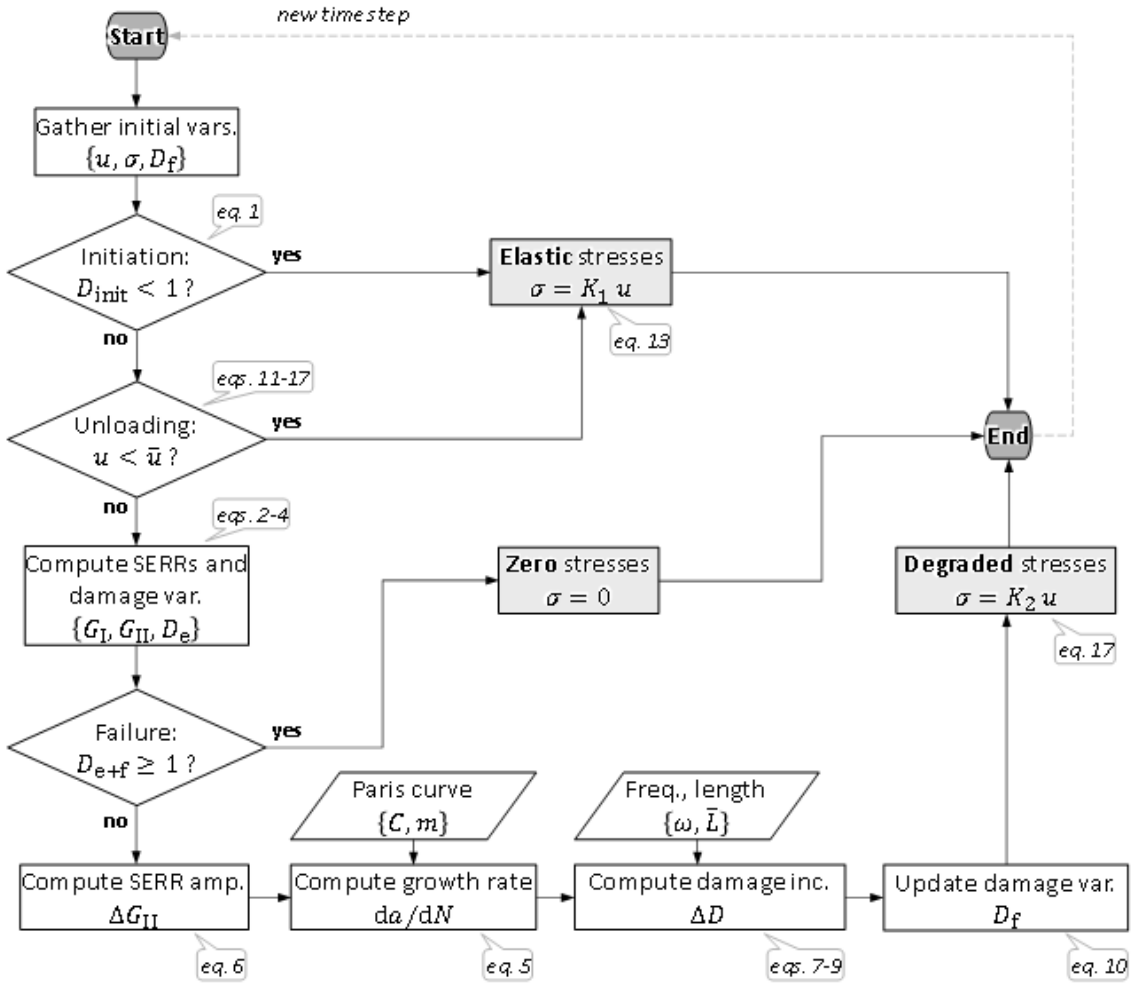 new time step
Start
Gather initial vars.
{u, σ, D_f}
eq. 1
Initiation:
D_init < 1 ?
yes
no
Elastic stresses
σ = K_1 u
eq. 13
eqs. 11-17
Unloading:
u < ū ?
yes
no
End
eqs. 2-4
Compute SERRs and
damage var.
{G_I, G_II, D_e}
Zero stresses
σ = 0
Degraded stresses
σ = K_2 u
eq. 17
Failure:
D_e+f ≥ 1 ?
yes
no
Paris curve
{C, m}
Freq., length
{ω, L̄}
Compute SERR amp.
ΔG_II
Compute growth rate
da/dN
Compute damage inc.
ΔD
Update damage var.
D_f
eq. 6
eq. 5
eqs. 7-9
eq. 10